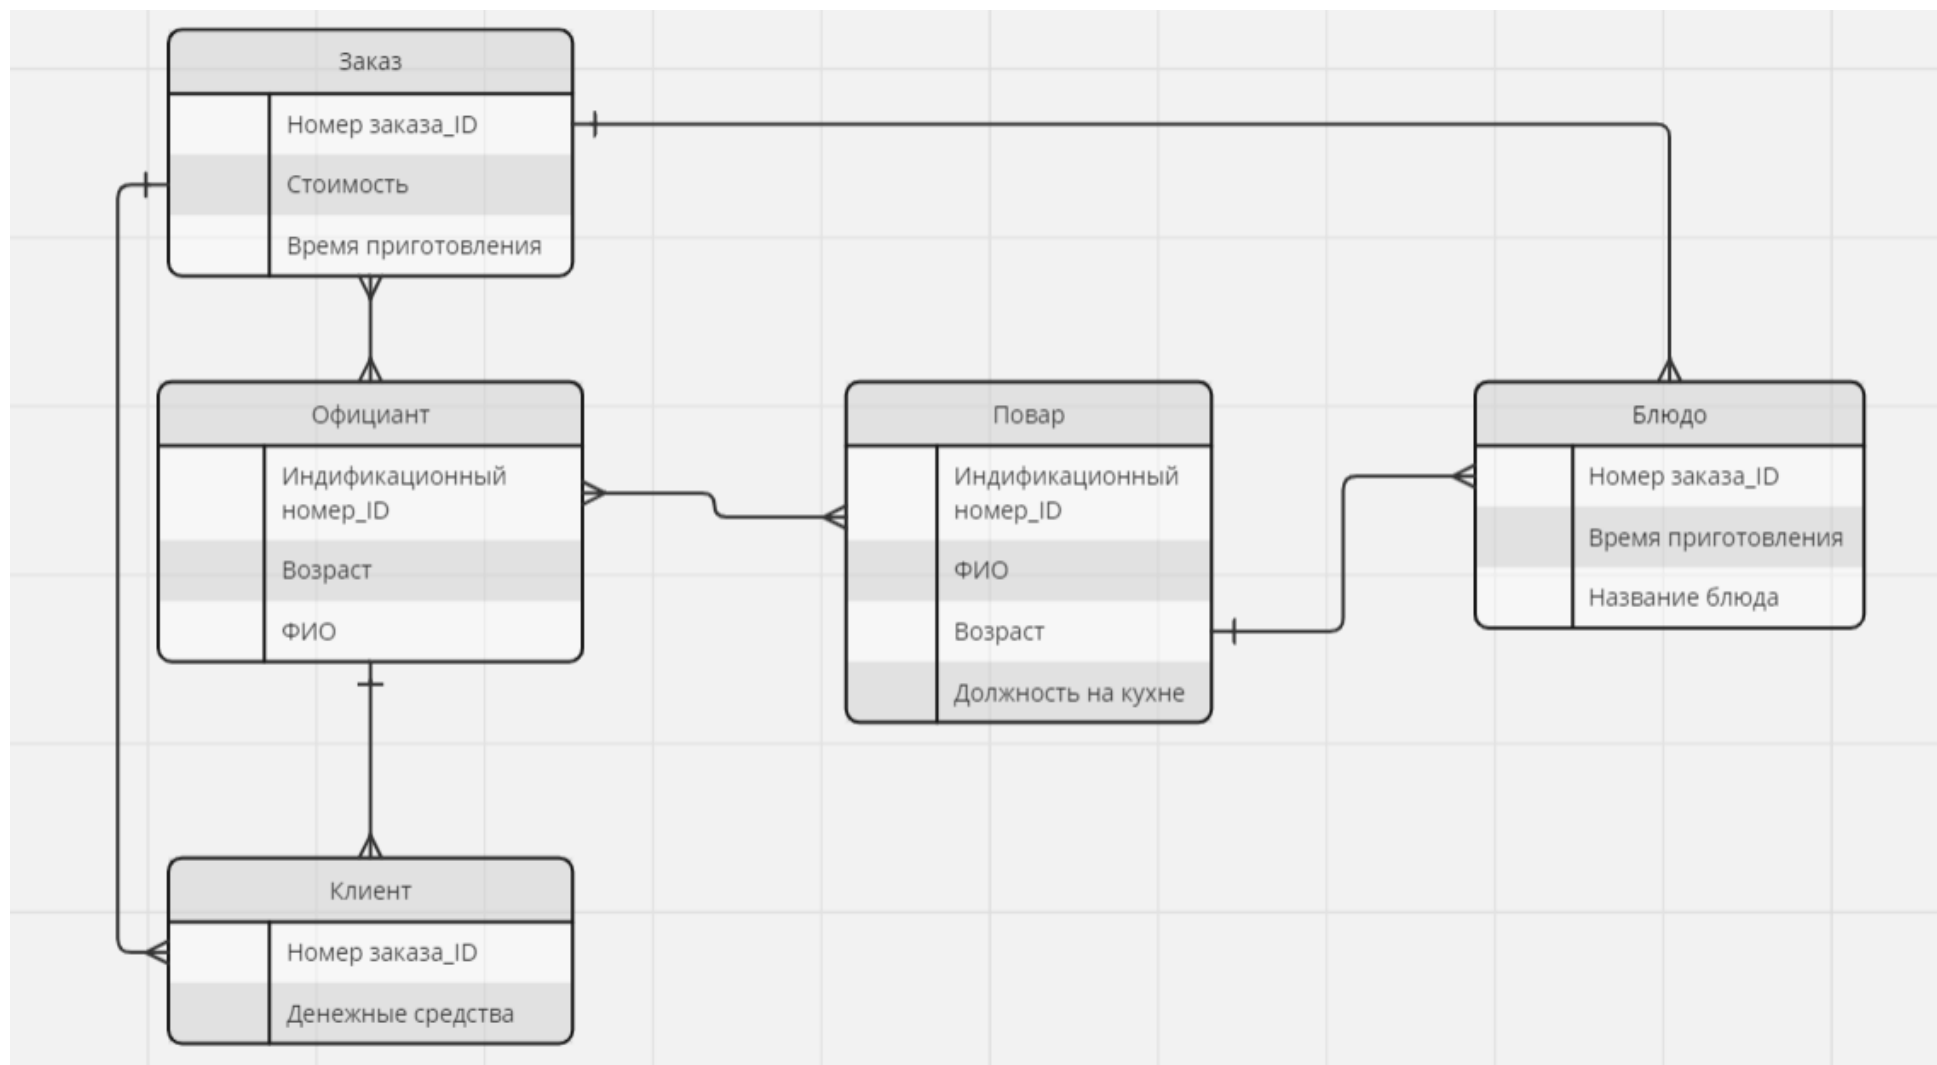 Заказ
Номер заказа_ID
Стоимость
Время приготовления
Официант
Индификационный
номер_ID
Возраст
ФИО
Повар
Индификационный
номер_ID
ФИО
Возраст
Должность на кухне
Блюдо
Номер заказа_ID
Время приготовления
Название блюда
Клиент
Номер заказа_ID
Денежные средства